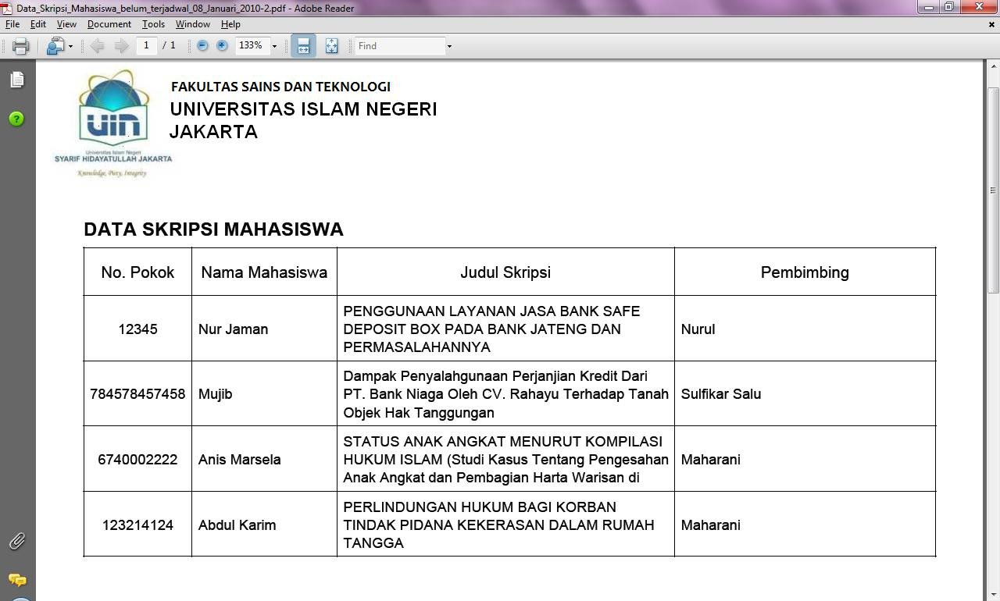 Data_Skripsi_Mahasiswa_belum_terjadwal_08_Januari_2010-2.pdf - Adobe Reader
File Edit View Document Tools Window Help
1 / 1 133% Find
FAKULTAS SAINS DAN TEKNOLOGI
UNIVERSITAS ISLAM NEGERI
JAKARTA
uin
Universitas Islam Negeri
SYARIF HIDAYATULLAH JAKARTA
Knowledge, Piety, Integrity
DATA SKRIPSI MAHASISWA
No. Pokok Nama Mahasiswa Judul Skripsi Pembimbing
PENGGUNAAN LAYANAN JASA BANK SAFE
12345 Nur Jaman DEPOSIT BOX PADA BANK JATENG DAN Nurul
PERMASALAHANNYA
Dampak Penyalahgunaan Perjanjian Kredit Dari
784578457458 Mujib PT. Bank Niaga Oleh CV. Rahayu Terhadap Tanah Sulfikar Salu
Objek Hak Tanggungan
STATUS ANAK ANGKAT MENURUT KOMPILASI
6740002222 Anis Marsela HUKUM ISLAM (Studi Kasus Tentang Pengesahan Maharani
Anak Angkat dan Pembagian Harta Warisan di
PERLINDUNGAN HUKUM BAGI KORBAN
123214124 Abdul Karim TINDAK PIDANA KEKERASAN DALAM RUMAH Maharani
TANGGA